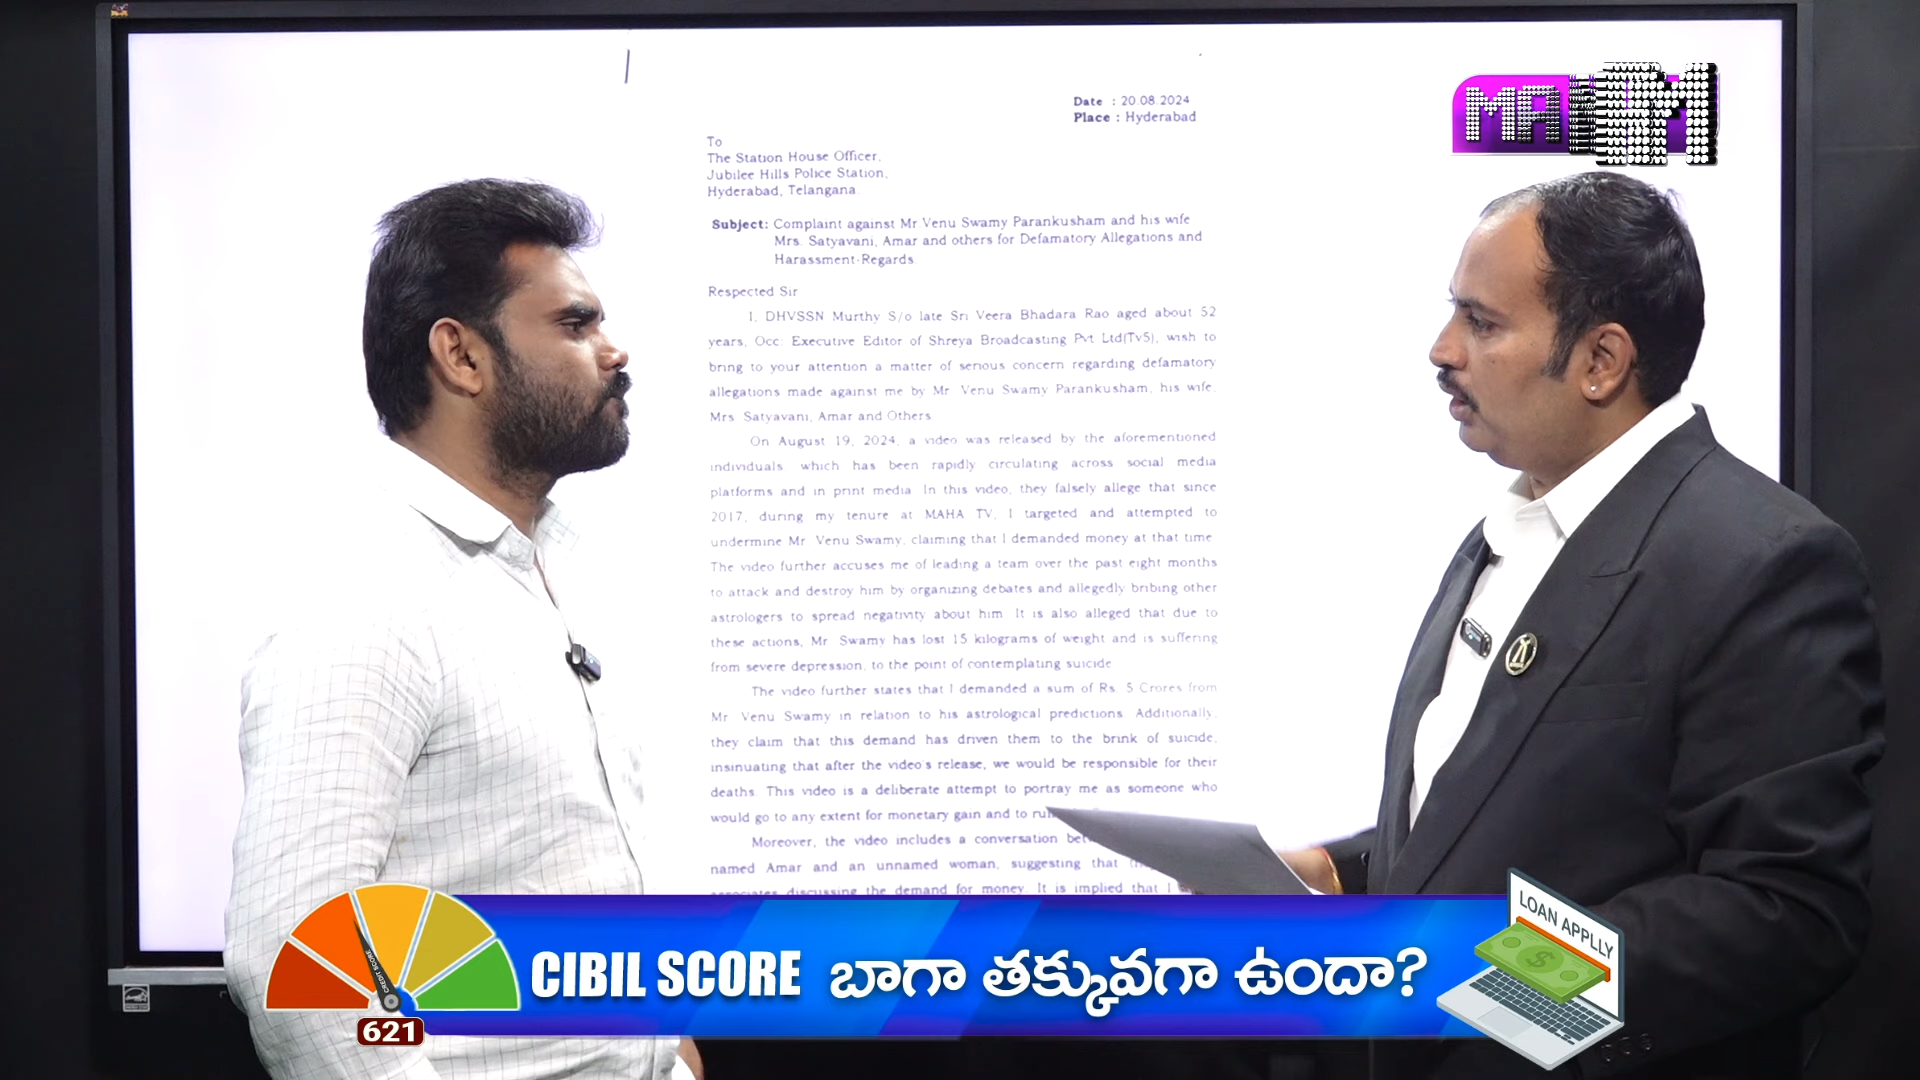 Date : 20.08.2024
Place : Hyderabad
To
The Station House Officer,
Jubilee Hills Police Station,
Hyderabad, Telangana.
Subject: Complaint against Mr Venu Swamy Parankusham and his wife
Mrs. Satyavani, Amar and others for Defamatory Allegations and
Harassment-Regards
Respected Sir
I, DHVSSN Murthy S/o late Sri Veera Bhadara Rao aged about 52
years, Occ: Executive Editor of Shreya Broadcasting Pvt Ltd(Tv5), wish to
bring to your attention a matter of serious concern regarding defamatory
allegations made against me by Mr. Venu Swamy Parankusham, his wife,
Mrs. Satyavani, Amar and Others
On August 19, 2024, a video was released by the aforementioned
individuals which has been rapidly circulating across social media
platforms and in print media. In this video, they falsely allege that since
2017, during my tenure at MAHA TV, I targeted and attempted to
undermine Mr. Venu Swamy, claiming that I demanded money at that time.
The video further accuses me of leading a team over the past eight months
to attack and destroy him by organizing debates and allegedly bribing other
astrologers to spread negativity about him. It is also alleged that due to
these actions, Mr. Swamy has lost 15 kilograms of weight and is suffering
from severe depression, to the point of contemplating suicide
The video further states that I demanded a sum of Rs. 5 Crores from
Mr. Venu Swamy in relation to his astrological predictions. Additionally,
they claim that this demand has driven them to the brink of suicide,
insinuating that after the video's release, we would be responsible for their
deaths. This video is a deliberate attempt to portray me as someone who
would go to any extent for monetary gain and to
Moreover, the video includes a conversation
named Amar and an unnamed woman, suggesting that
associates discussing the demand for money. It is implied that I
LOAN APPLLY
CIBIL SCORE బాగా తక్కువగా ఉందా?
CREDIT SCORE
621